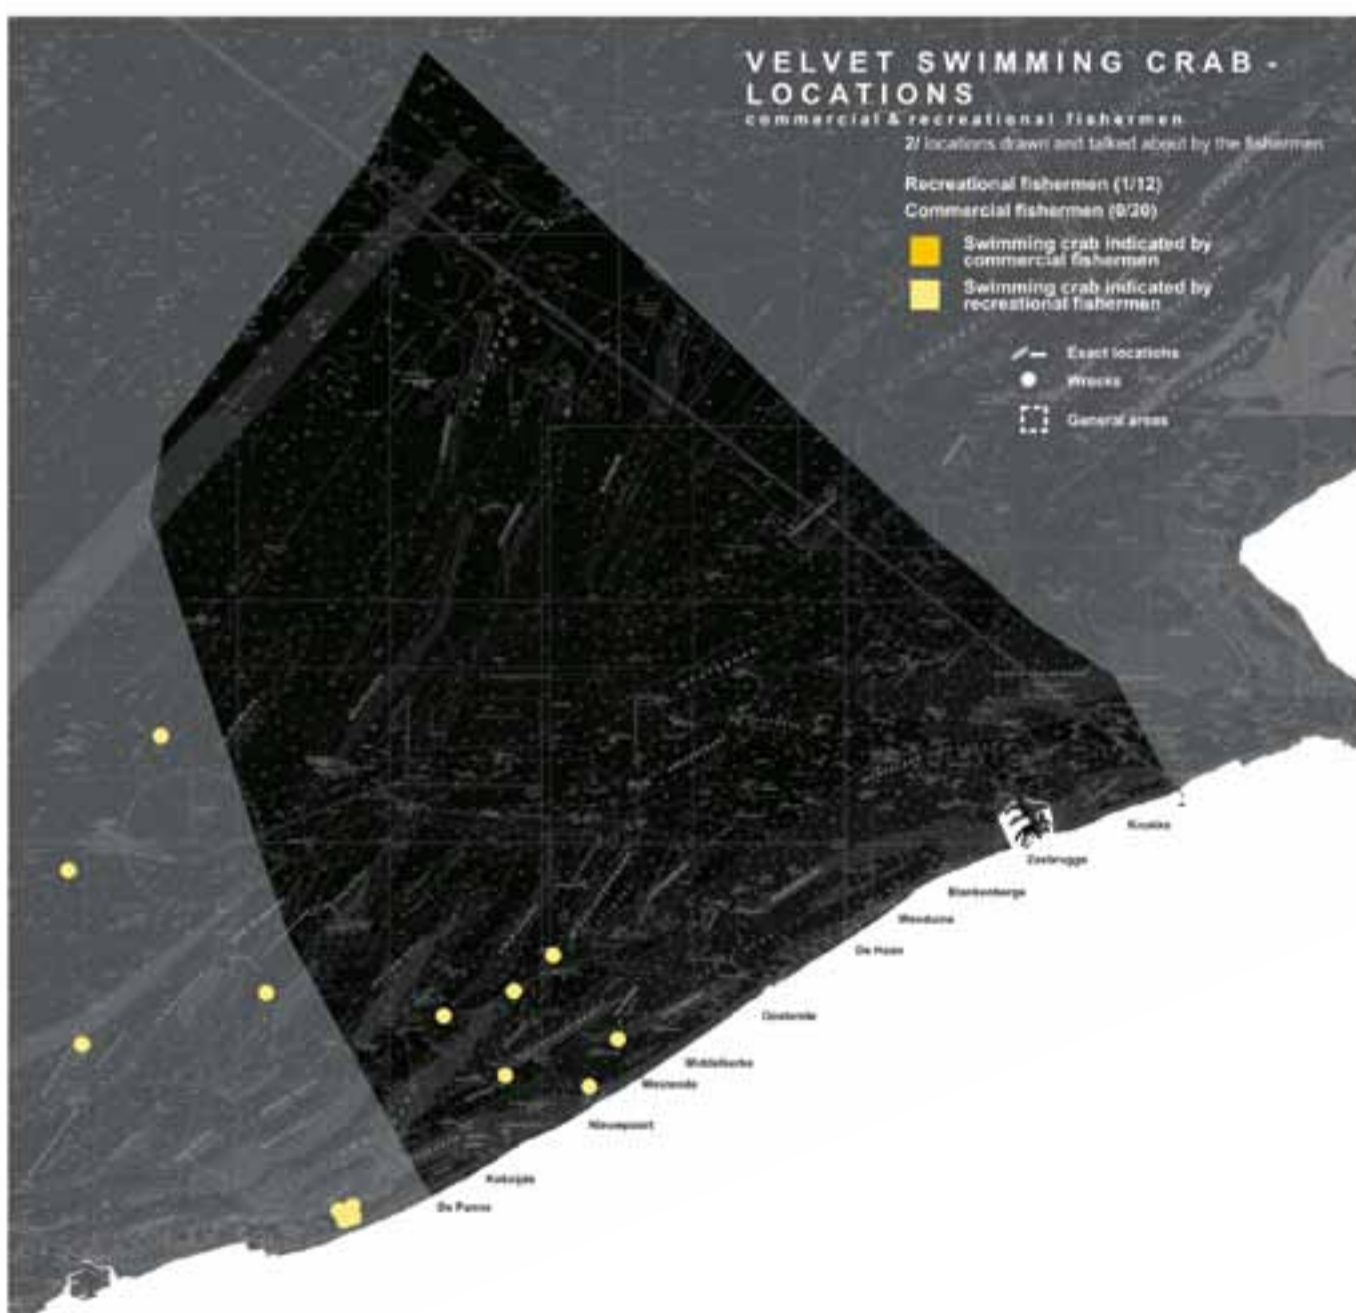 VELVET SWIMMING CRAB -
LOCATIONS
commercial & recreational fishermen
2/ locations drawn and talked about by the fishermen
Recreational fishermen (1/12)
Commercial fishermen (0/20)
Swimming crab indicated by
commercial fishermen
Swimming crab indicated by
recreational fishermen
Exact locations
Wrecks
General areas
Knokke
Zeebrugge
Blankenberge
Wenduine
De Haan
Oostende
Middelkerke
Westende
Nieuwpoort
Koksijde
De Panne